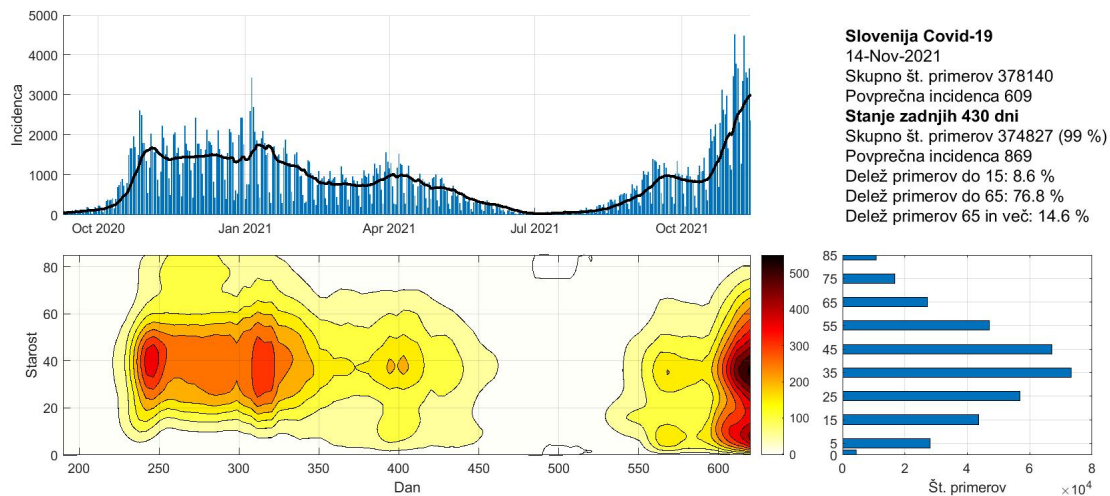 5000
4000
3000
2000
1000
0
Incidenca
Oct 2020
Jan 2021
Apr 2021
Jul 2021
Oct 2021
Slovenija Covid-19
14-Nov-2021
Skupno št. primerov 378140
Povprečna incidenca 609
Stanje zadnjih 430 dni
Skupno št. primerov 374827 (99 %)
Povprečna incidenca 869
Delež primerov do 15: 8.6 %
Delež primerov do 65: 76.8 %
Delež primerov 65 in več: 14.6 %
80
60
40
20
0
Starost
200
250
300
350
400
450
500
550
600
Dan
500
400
300
200
100
0
85
75
65
55
45
35
25
15
5
0
0
2
4
6
8
Št. primerov
×10⁴